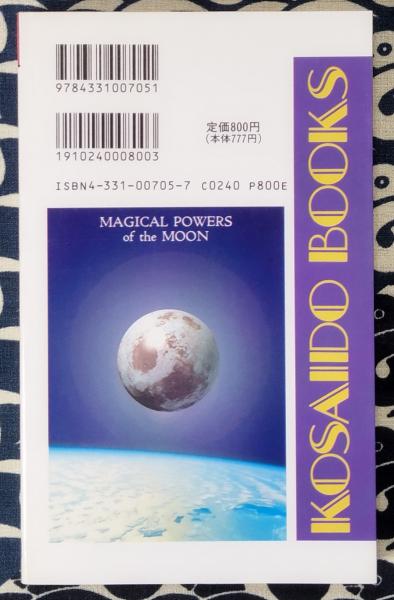 9784331007051
定価800円
(本体777円)
1910240008003
ISBN4-331-00705-7 C0240 P800E
MAGICAL POWERS
of the MOON
KOSAIDO BOOKS